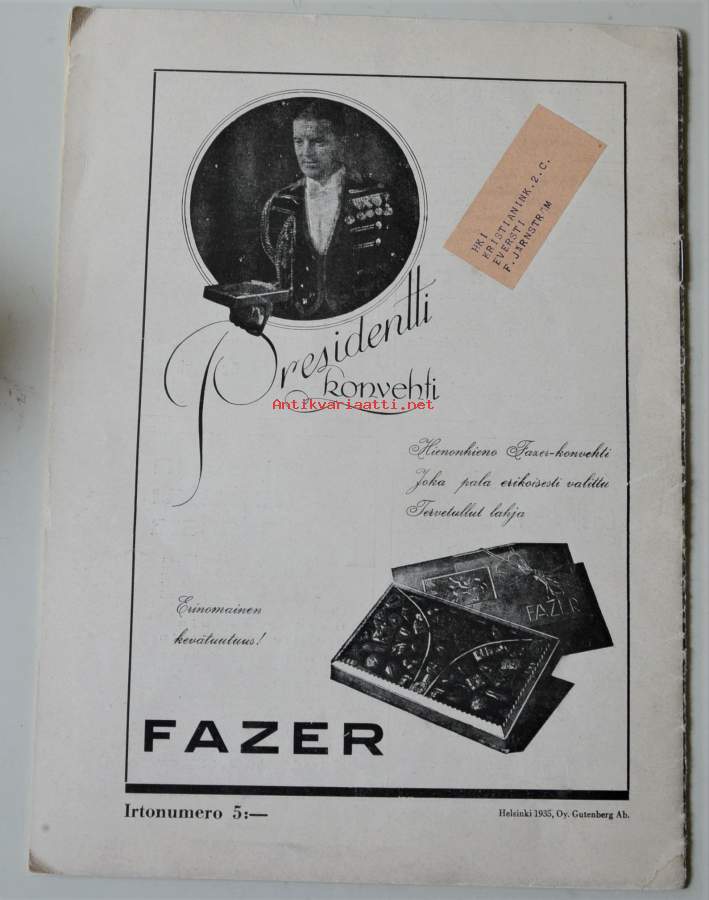 HKI
KRISTIANINK.2.C.
EVERSTI
F.JÄRNSTRÖM
Presidentti
konvehti
Antikvariaatti.net
Hienonhieno Fazer-konvehti
Joka pala erikoisesti valittu
Tervetullut lahja
FAZER
Erinomainen
kevätuutuus!
FAZER
Irtonumero 5:—
Helsinki 1935, Oy. Gutenberg Ab.